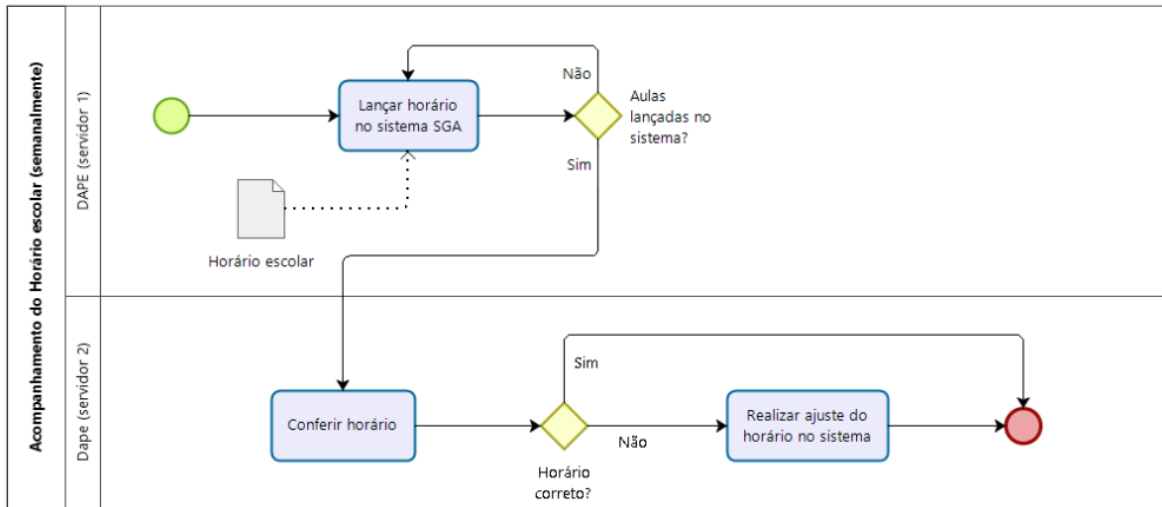 Acompanhamento do Horário escolar (semanalmente)
DAPE (servidor 1)
Lançar horário
no sistema SGA
Não
Aulas
lançadas no
sistema?
Sim
Horário escolar
Dape (servidor 2)
Conferir horário
Sim
Não
Horário
correto?
Realizar ajuste do
horário no sistema